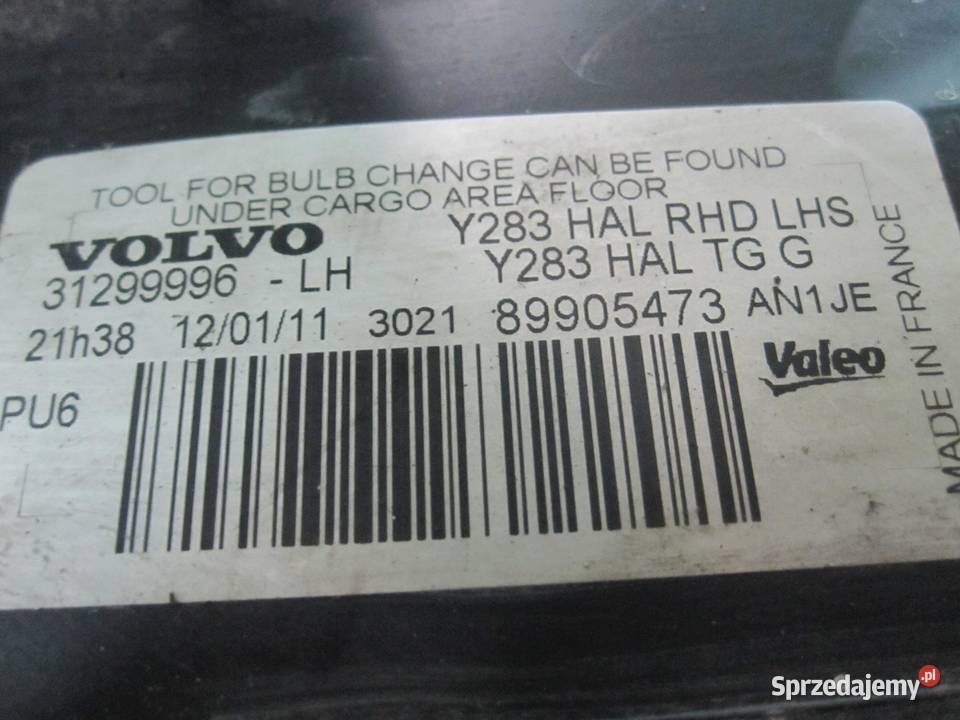 TOOL FOR BULB CHANGE CAN BE FOUND
UNDER CARGO AREA FLOOR
VOLVO
Y283 HAL RHD LHS
31299996 - LH
Y283 HAL TG G
21h38 12/01/11 3021 89905473 AN1JE
PU6
Valeo
MADE IN FRANCE
Sprzedajemy.pl